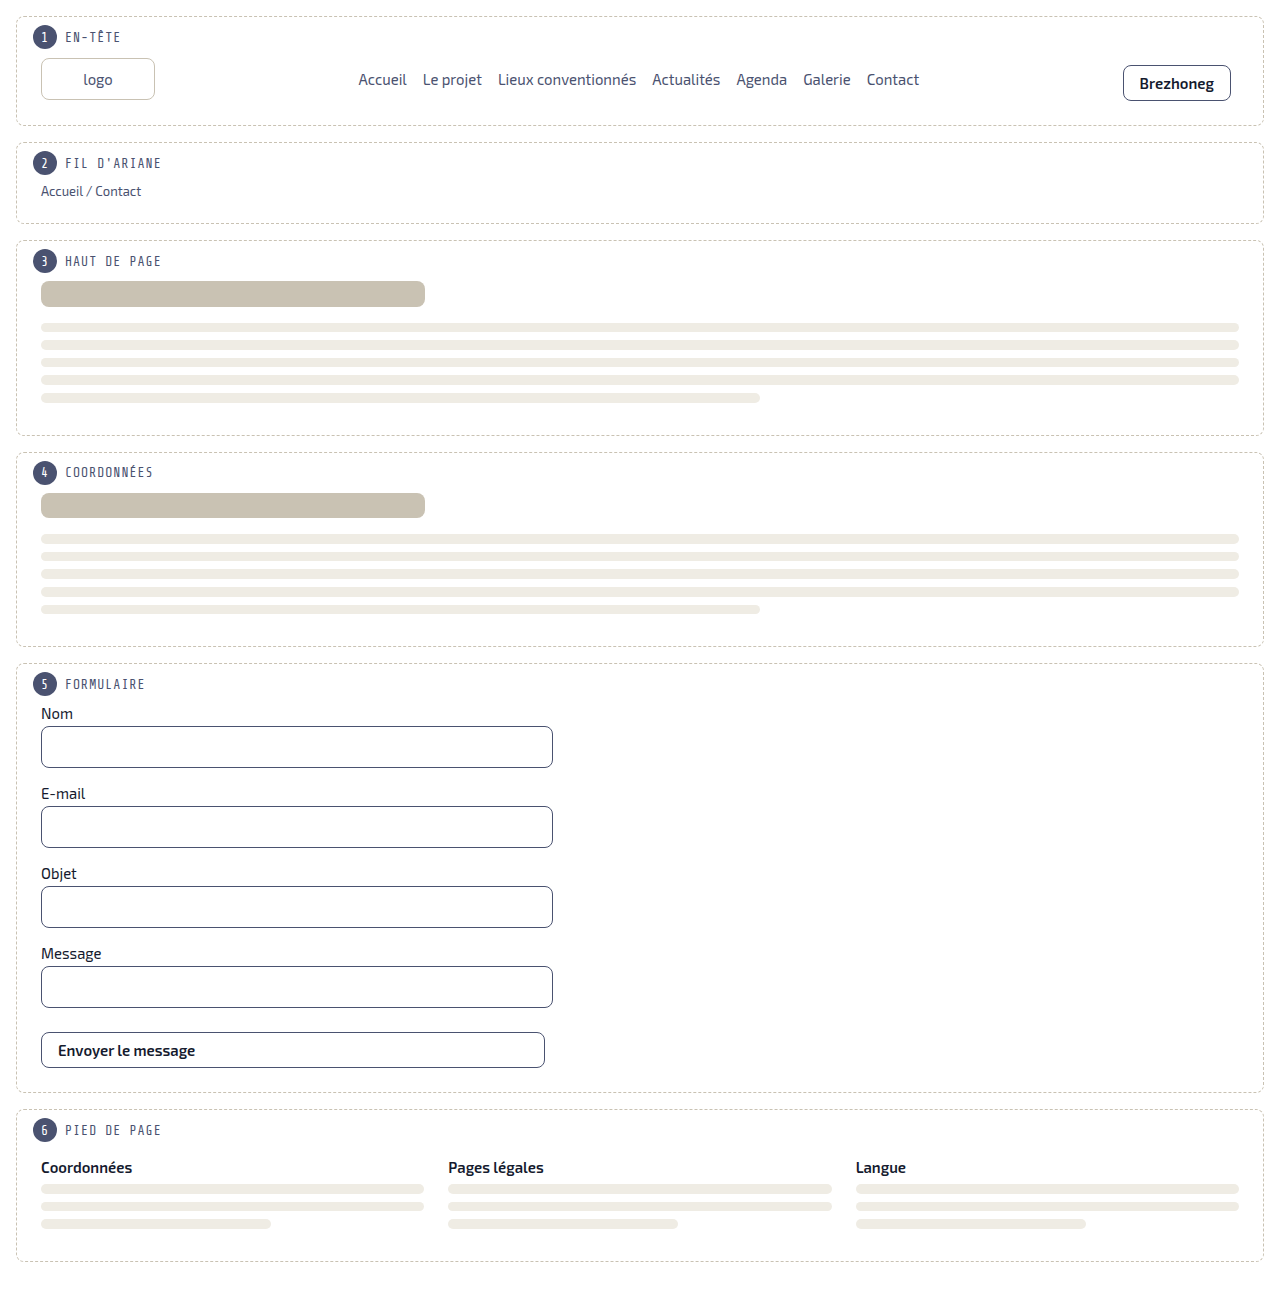 1 EN-TÊTE
logo
Accueil Le projet Lieux conventionnés Actualités Agenda Galerie Contact
Brezhoneg
2 FIL D'ARIANE
Accueil / Contact
3 HAUT DE PAGE
4 COORDONNÉES
5 FORMULAIRE
Nom
E-mail
Objet
Message
Envoyer le message
6 PIED DE PAGE
Coordonnées Pages légales Langue